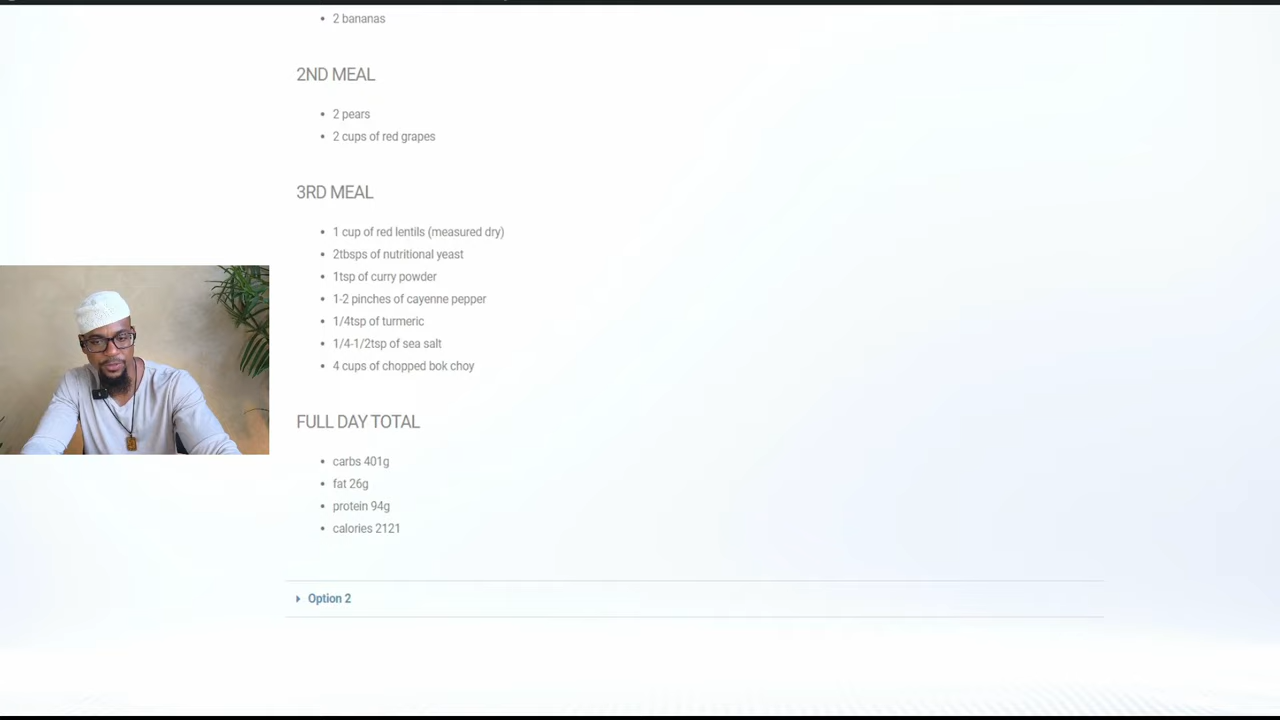 2 bananas
2ND MEAL
2 pears
2 cups of red grapes
3RD MEAL
1 cup of red lentils (measured dry)
2tbsps of nutritional yeast
1tsp of curry powder
1-2 pinches of cayenne pepper
1/4tsp of turmeric
1/4-1/2tsp of sea salt
4 cups of chopped bok choy
FULL DAY TOTAL
carbs 401g
fat 26g
protein 94g
calories 2121
Option 2